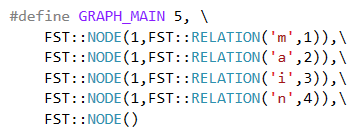 #define GRAPH_MAIN 5, \
FST::NODE(1,FST::RELATION('m',1)),\
FST::NODE(1,FST::RELATION('a',2)),\
FST::NODE(1,FST::RELATION('i',3)),\
FST::NODE(1,FST::RELATION('n',4)),\
FST::NODE()